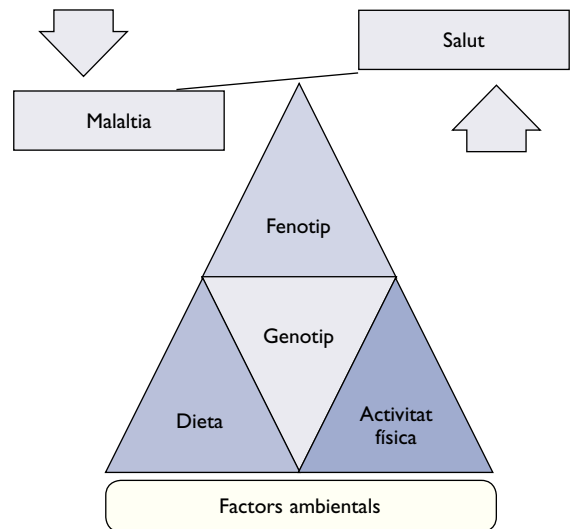 Salut
Malaltia
Fenotip
Genotip
Dieta
Activitat
física
Factors ambientals